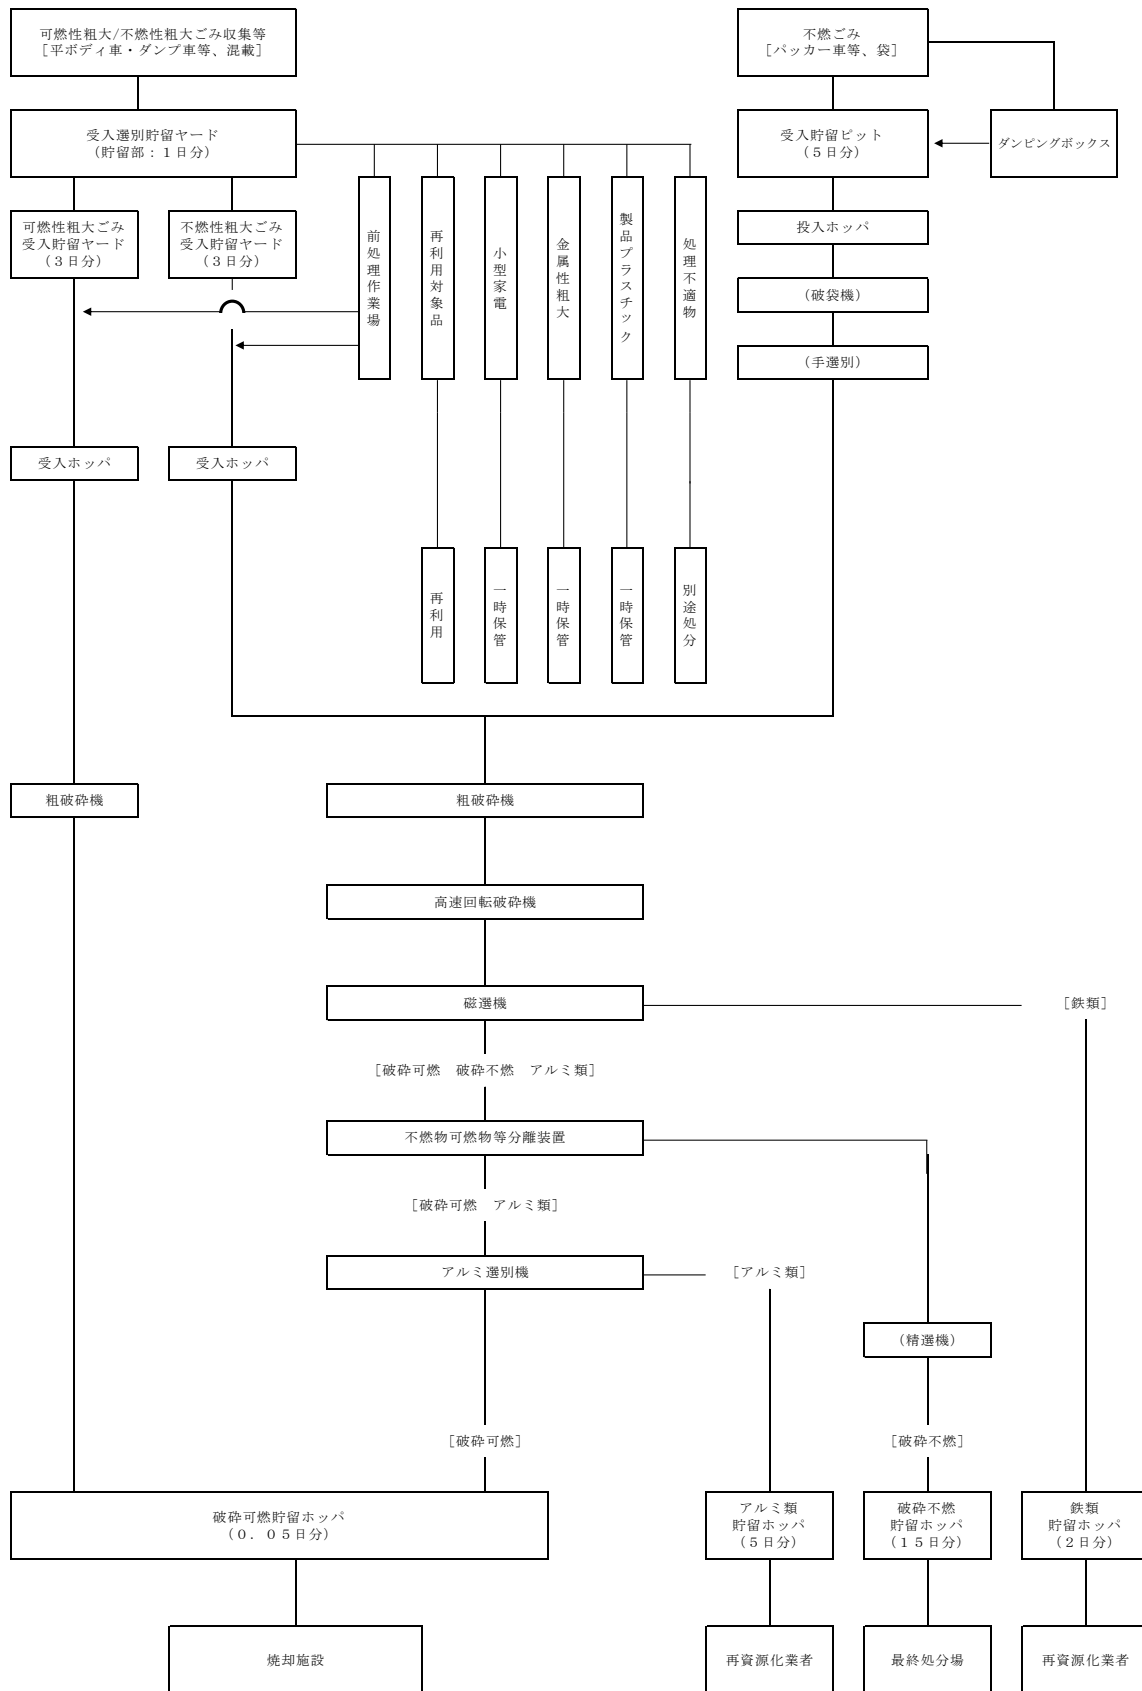 可燃性粗大/不燃性粗大ごみ収集等
［平ボディ車・ダンプ車等、混載］
不燃ごみ
［パッカー車等、袋］
受入選別貯留ヤード
（貯留部：１日分）
受入貯留ピット
（５日分）
ダンピングボックス
可燃性粗大ごみ
受入貯留ヤード
（３日分）
不燃性粗大ごみ
受入貯留ヤード
（３日分）
前処理作業場
再利用対象品
小型家電
金属性粗大
製品プラスチック
処理不適物
投入ホッパ
（破袋機）
（手選別）
受入ホッパ
受入ホッパ
再利用
一時保管
一時保管
一時保管
別途処分
粗破砕機
粗破砕機
高速回転破砕機
磁選機
［鉄類］
［破砕可燃　破砕不燃　アルミ類］
不燃物可燃物等分離装置
［破砕可燃　アルミ類］
アルミ選別機
［アルミ類］
（精選機）
［破砕可燃］
［破砕不燃］
破砕可燃貯留ホッパ
（０．０５日分）
アルミ類
貯留ホッパ
（５日分）
破砕不燃
貯留ホッパ
（１５日分）
鉄類
貯留ホッパ
（２日分）
焼却施設
再資源化業者
最終処分場
再資源化業者